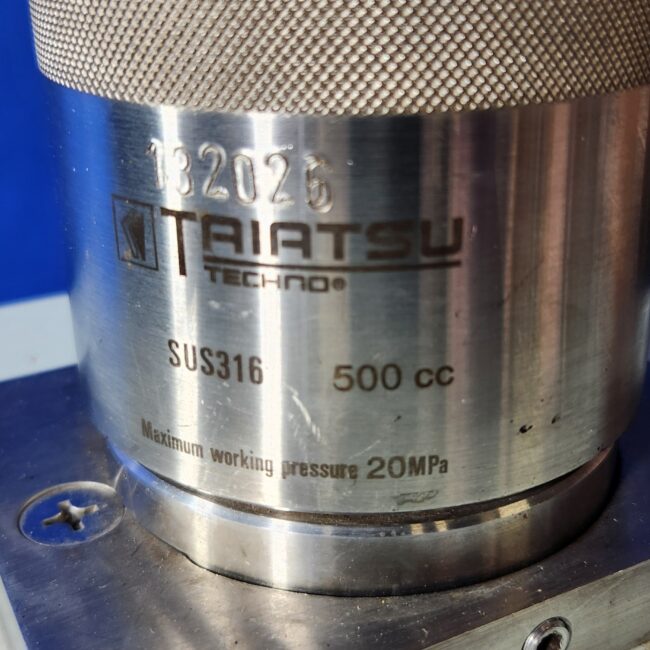 132026
TAIATSU
TECHNO®
SUS316 500 cc
Maximum working pressure 20MPa